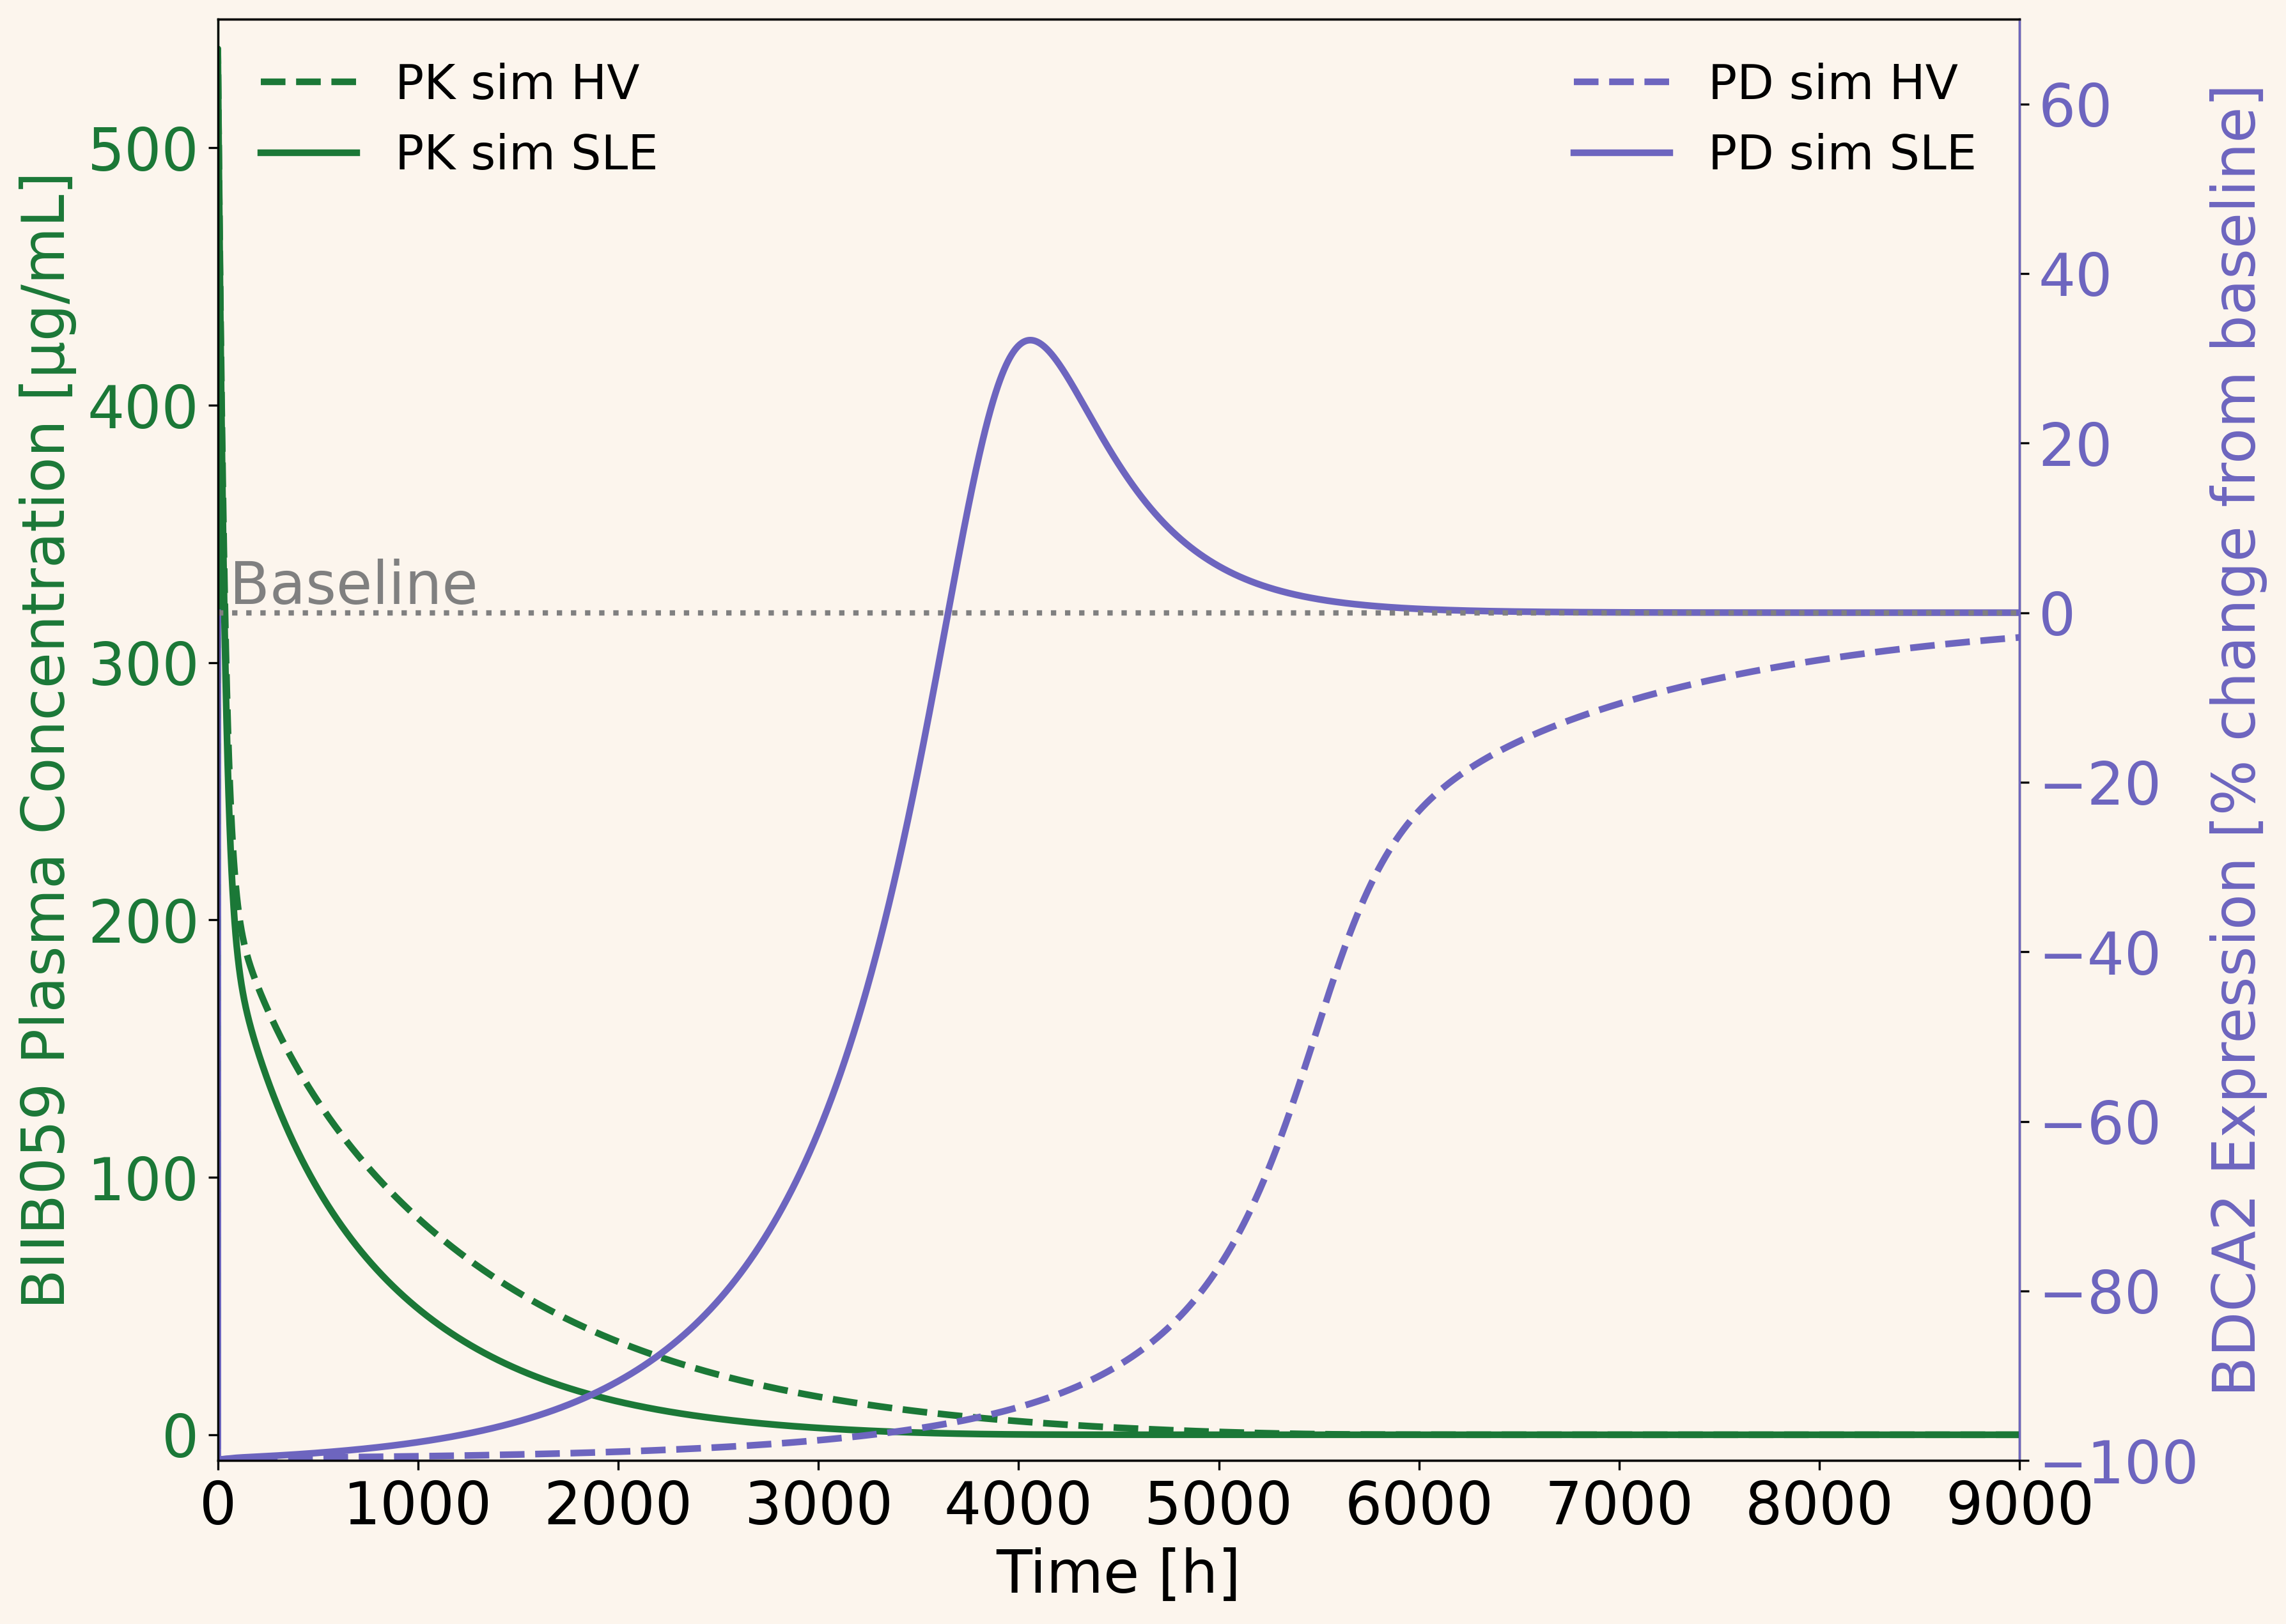 PK sim HV
PK sim SLE
PD sim HV
PD sim SLE
BIIB059 Plasma Concentration [µg/mL]
500
400
300
200
100
0
Baseline
60
40
20
0
−20
−40
−60
−80
−100
BDCA2 Expression [% change from baseline]
0 1000 2000 3000 4000 5000 6000 7000 8000 9000
Time [h]